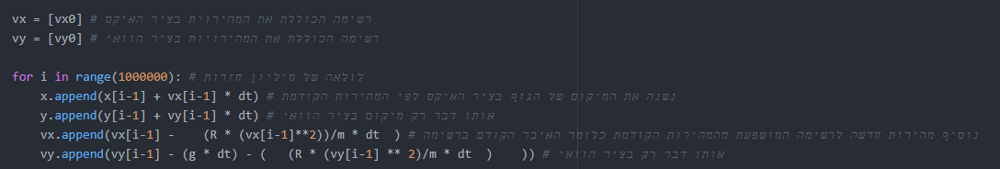 vx = [vx0] # רשימה הכוללת את המהירוית בציר האיקס
vy = [vy0] # רשימה הכוללת את המהירויות בציר הוואי
for i in range(1000000): # לולאה של מיליון חזרות
x.append(x[i-1] + vx[i-1] * dt) # נשנה את המיקום של הגוף בציר האיקס לפי המהירות הקודמת
y.append(y[i-1] + vy[i-1] * dt) # אותו דבר רק מיקום בציר הוואי
vx.append(vx[i-1] -   (R * (vx[i-1]**2))/m * dt  ) # נוסיף מהירות חדשה לרשימה המושפעת מהמהירות הקודמת כלומר האיבר הקודם ברשימה
vy.append(vy[i-1] - (g * dt) - (   (R * (vy[i-1] ** 2)/m * dt  )    )) # אותו דבר רק בציר הוואי